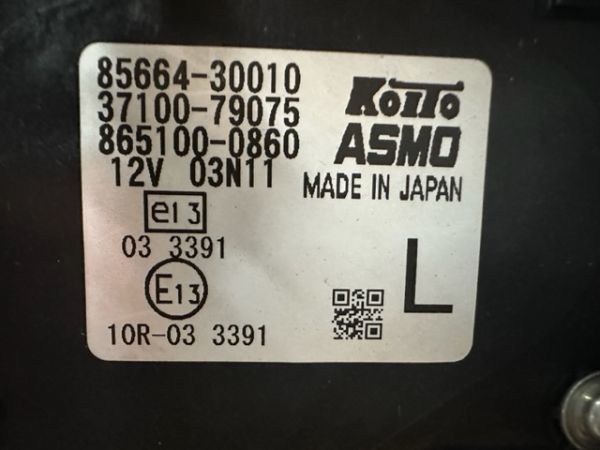 85664-30010
37100-79075
865100-0860
12V 03N11
KOITO
ASMO
MADE IN JAPAN
e13
03 3391
E13
10R-03 3391
L